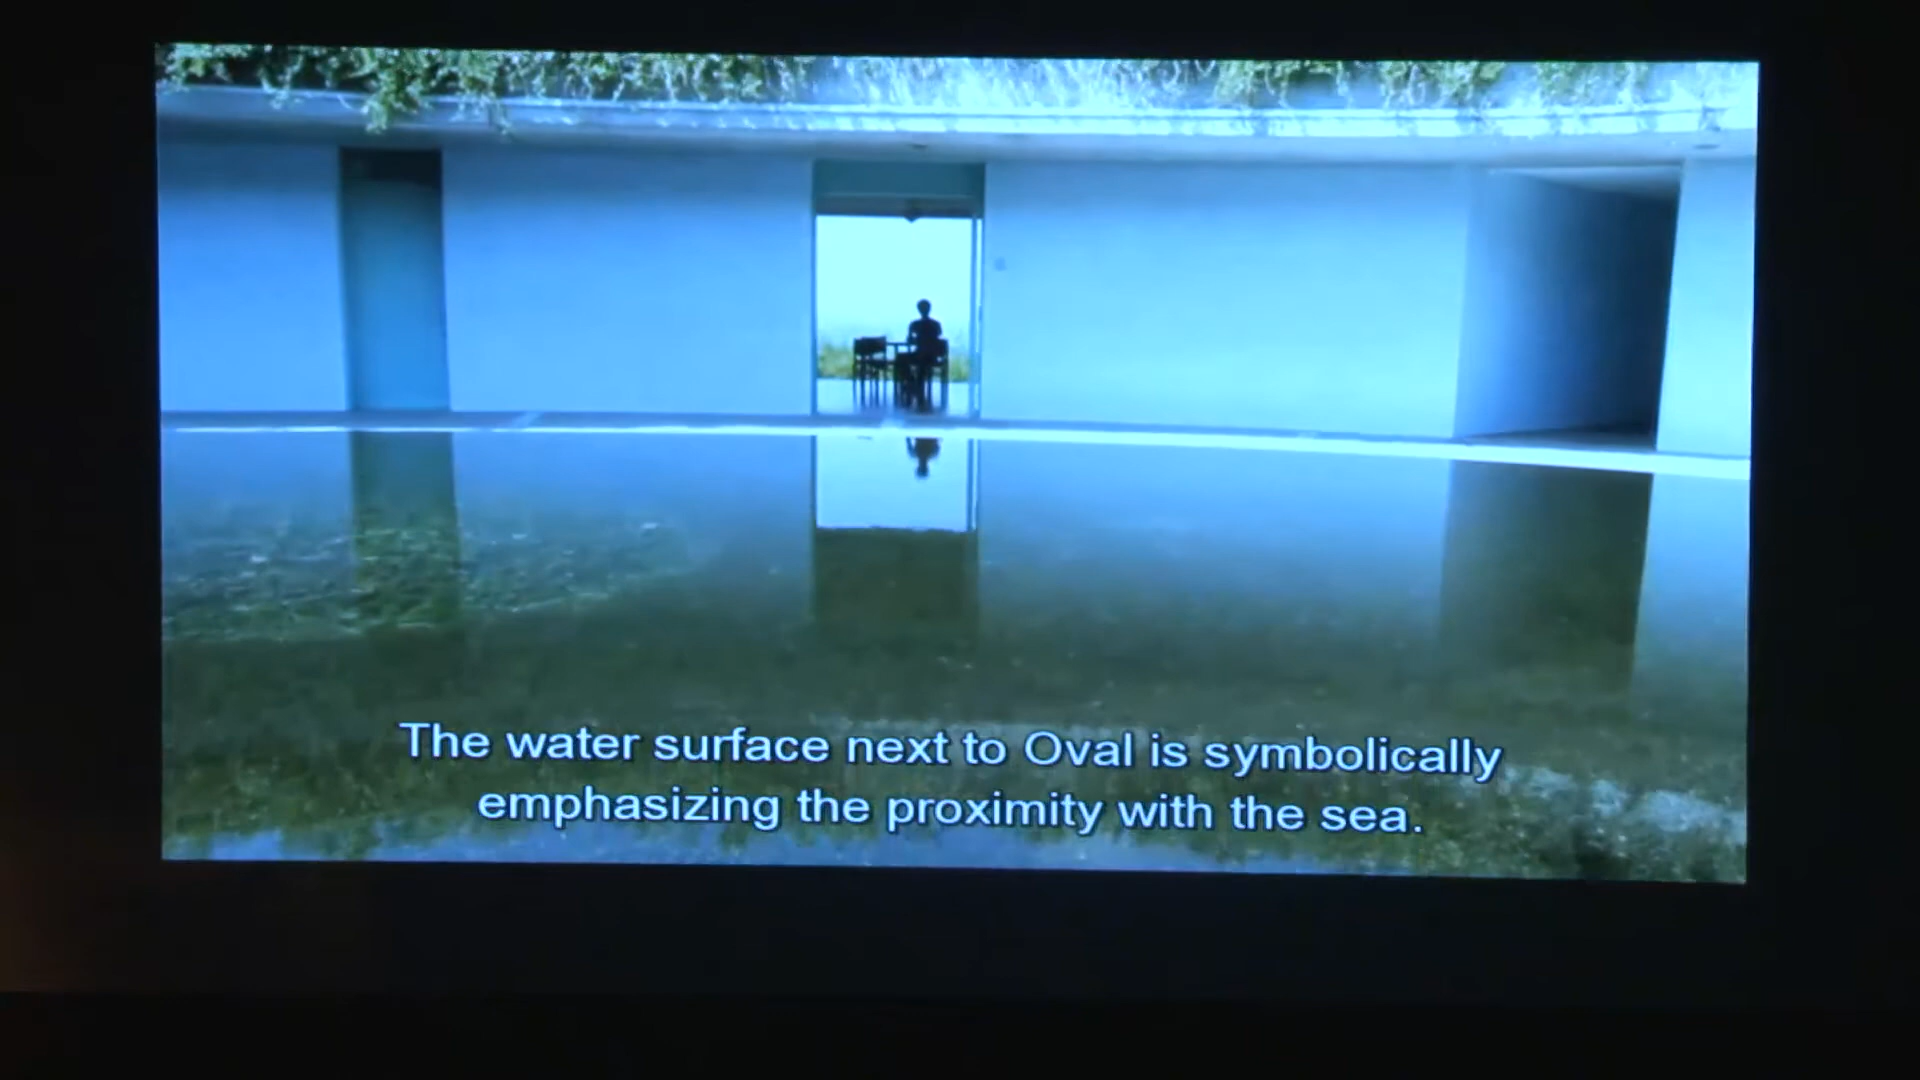 The water surface next to Oval is symbolically
emphasizing the proximity with the sea.